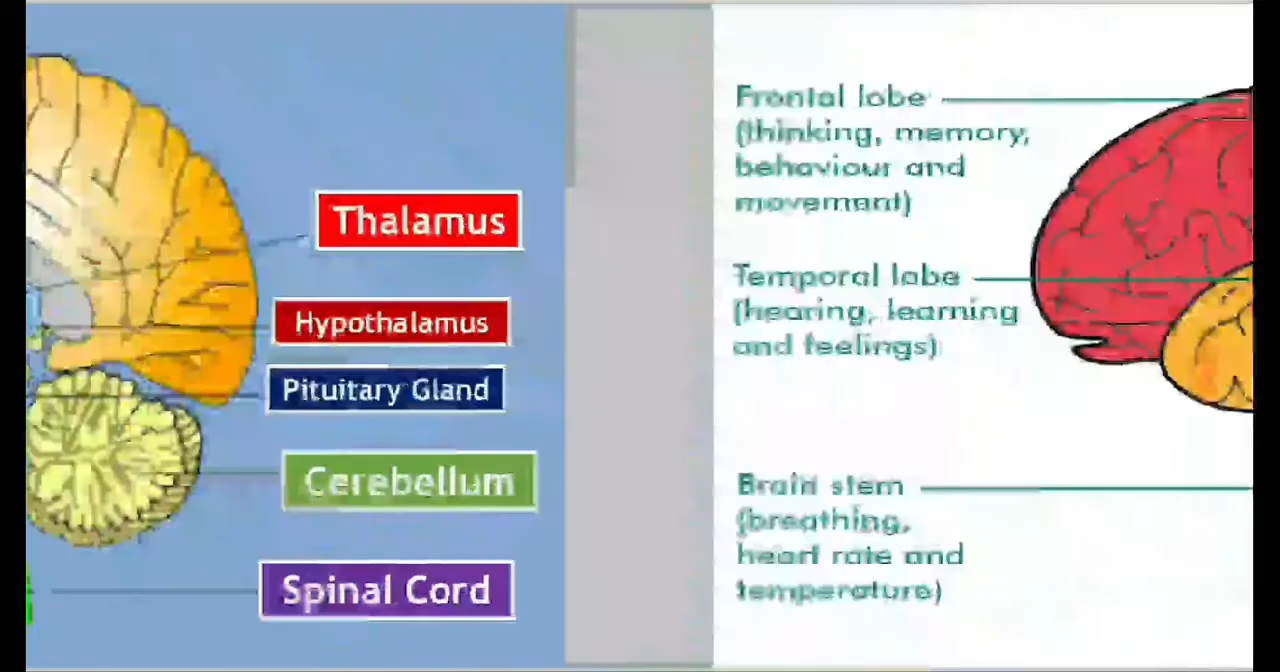 Thalamus
Hypothalamus
Pituitary Gland
Cerebellum
Spinal Cord
Frontal lobe
(thinking, memory,
behaviour and
movement)
Temporal lobe
(hearing, learning
and feelings)
Brain stem
(breathing,
heart rate and
temperature)